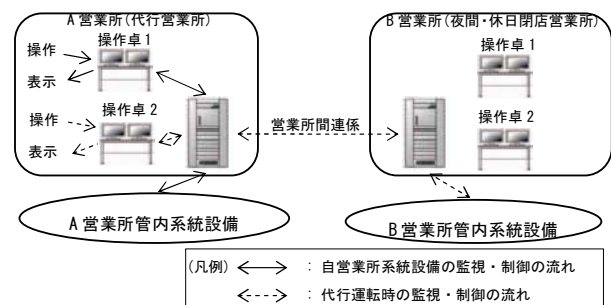 A営業所(代行営業所)
操作卓1
操作
表示
操作卓2
操作
表示
営業所間連係
A営業所管内系統設備
B営業所(夜間・休日閉店営業所)
操作卓1
操作卓2
B営業所管内系統設備
(凡例) : 自営業所系統設備の監視・制御の流れ
: 代行運転時の監視・制御の流れ